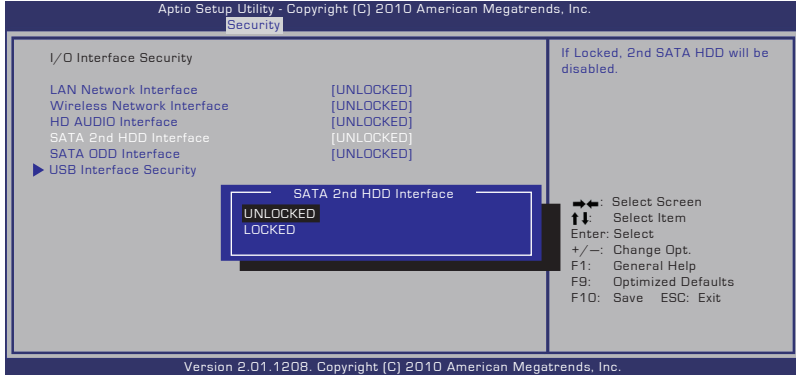 Aptio Setup Utility - Copyright (C) 2010 American Megatrends, Inc.
Security
I/O Interface Security
LAN Network Interface [UNLOCKED]
Wireless Network Interface [UNLOCKED]
HD AUDIO Interface [UNLOCKED]
SATA 2nd HDD Interface [UNLOCKED]
SATA ODD Interface [UNLOCKED]
USB Interface Security
SATA 2nd HDD Interface
UNLOCKED
LOCKED
If Locked, 2nd SATA HDD will be
disabled.
→←: Select Screen
↑↓: Select Item
Enter: Select
+/—: Change Opt.
F1: General Help
F9: Optimized Defaults
F10: Save ESC: Exit
Version 2.01.1208. Copyright (C) 2010 American Megatrends, Inc.